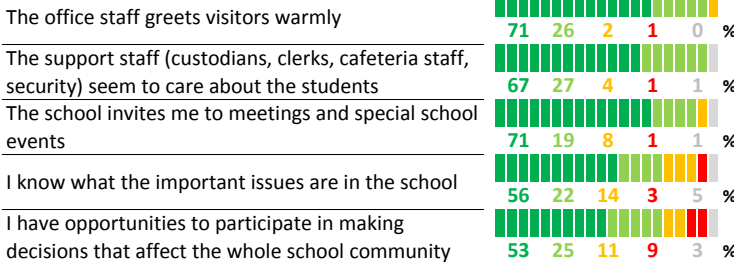 The office staff greets visitors warmly
71 26 2 1 0 %
The support staff (custodians, clerks, cafeteria staff,
security) seem to care about the students
67 27 4 1 1 %
The school invites me to meetings and special school
events
71 19 8 1 1 %
I know what the important issues are in the school
56 22 14 3 5 %
I have opportunities to participate in making
decisions that affect the whole school community
53 25 11 9 3 %